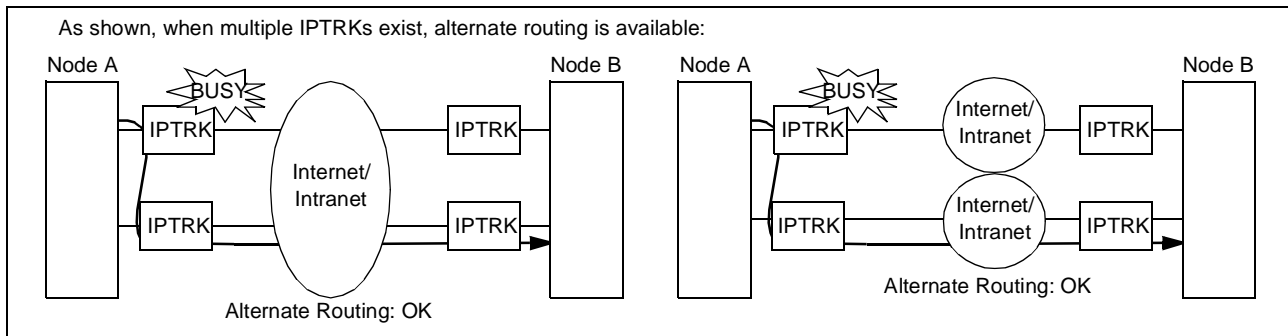 As shown, when multiple IPTRKs exist, alternate routing is available:
Node A
Node B
BUSY
IPTRK
IPTRK
Internet/
Intranet
IPTRK
IPTRK
Alternate Routing: OK
Node A
Node B
BUSY
IPTRK
Internet/
Intranet
IPTRK
IPTRK
Internet/
Intranet
IPTRK
Alternate Routing: OK